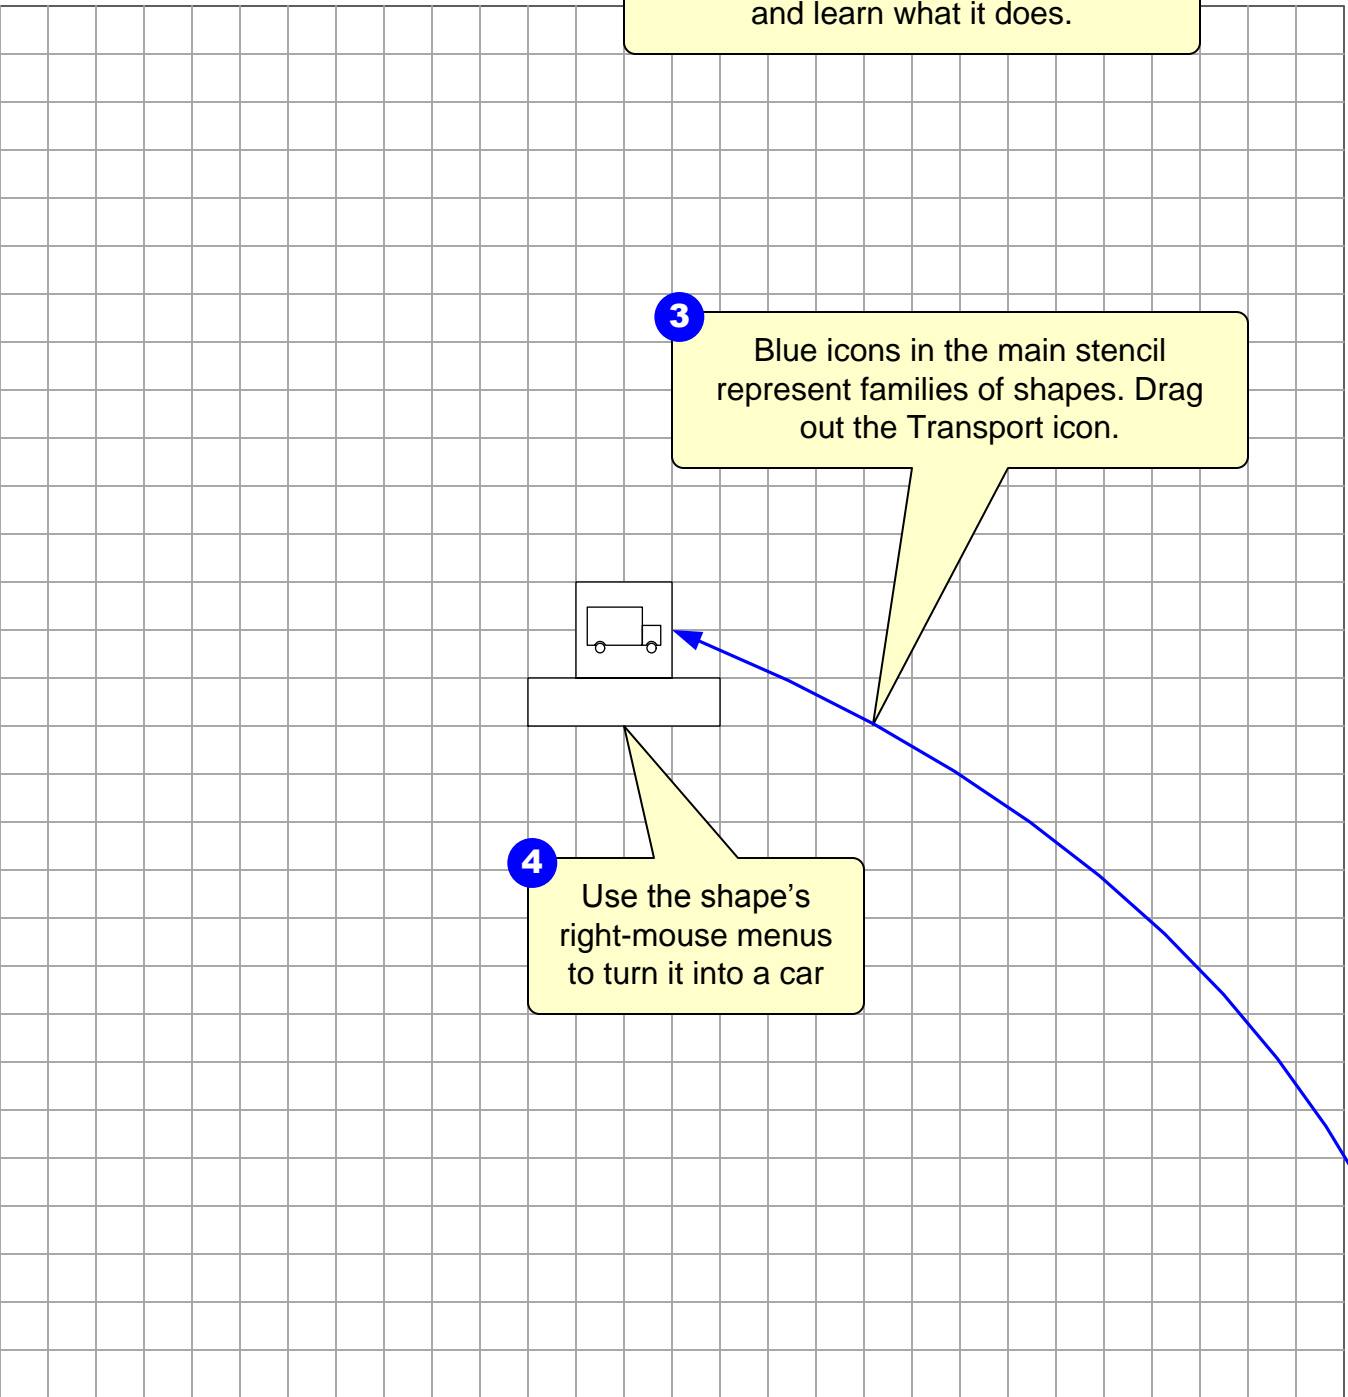 and learn what it does.
3
Blue icons in the main stencil
represent families of shapes. Drag
out the Transport icon.
4
Use the shape’s
right-mouse menus
to turn it into a car